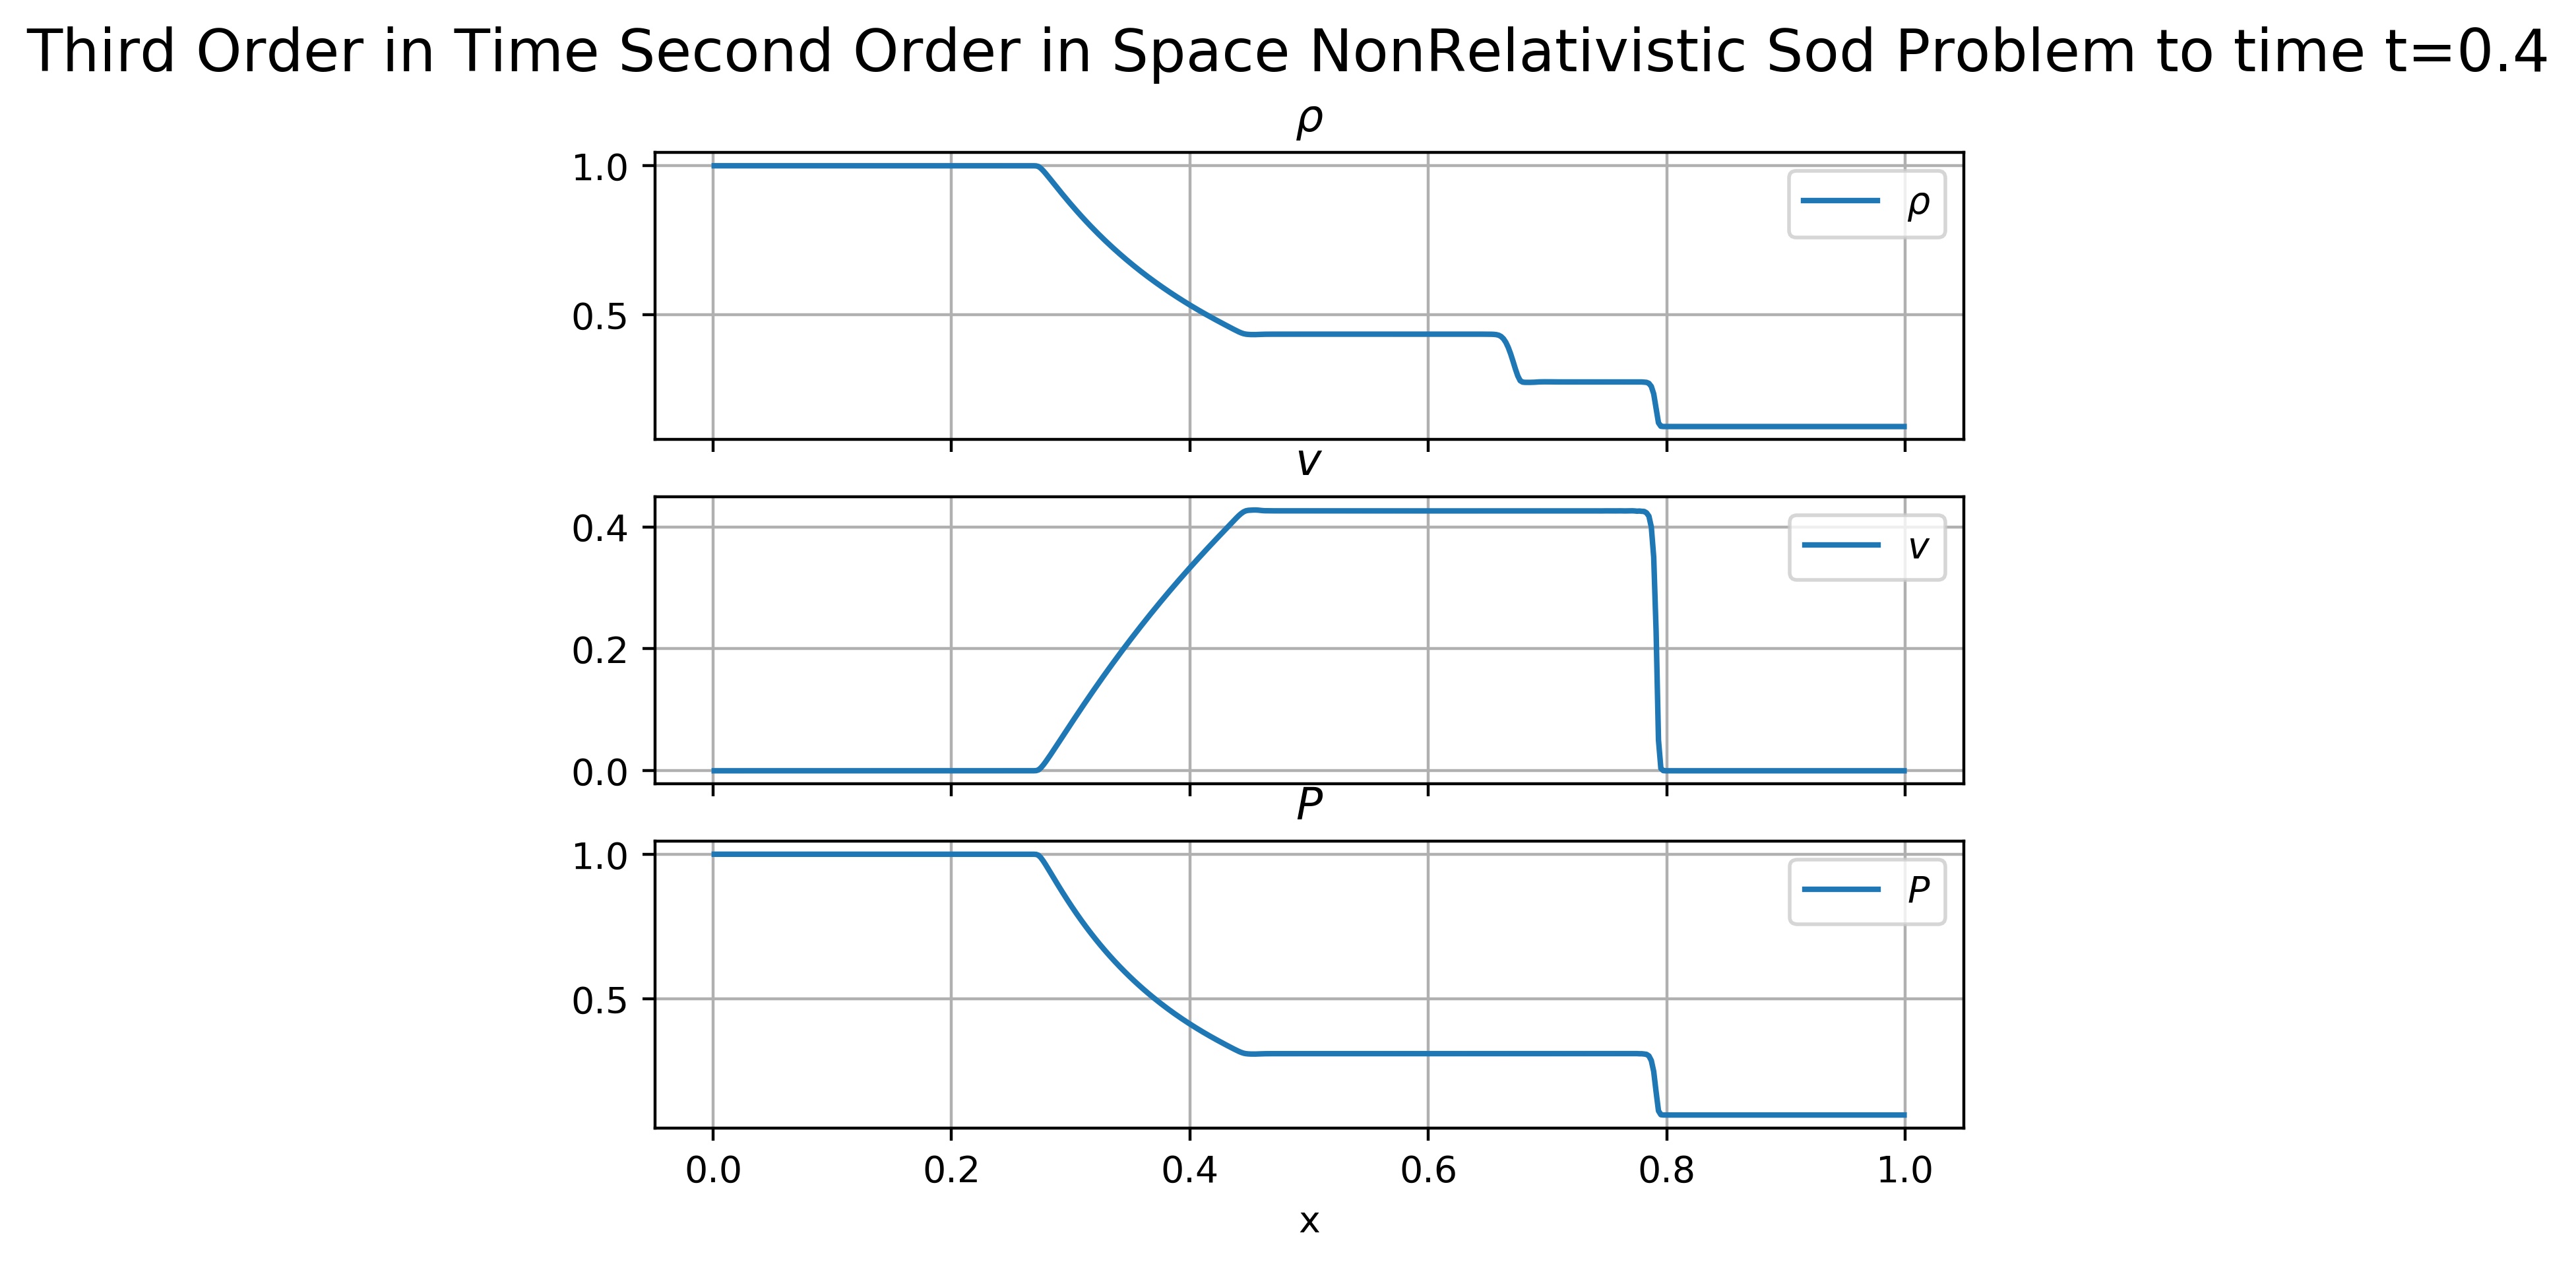 Third Order in Time Second Order in Space NonRelativistic Sod Problem to time t=0.4
ρ
1.0
0.5
ρ
v
0.4
0.2
0.0
v
P
1.0
0.5
P
0.0 0.2 0.4 0.6 0.8 1.0
x